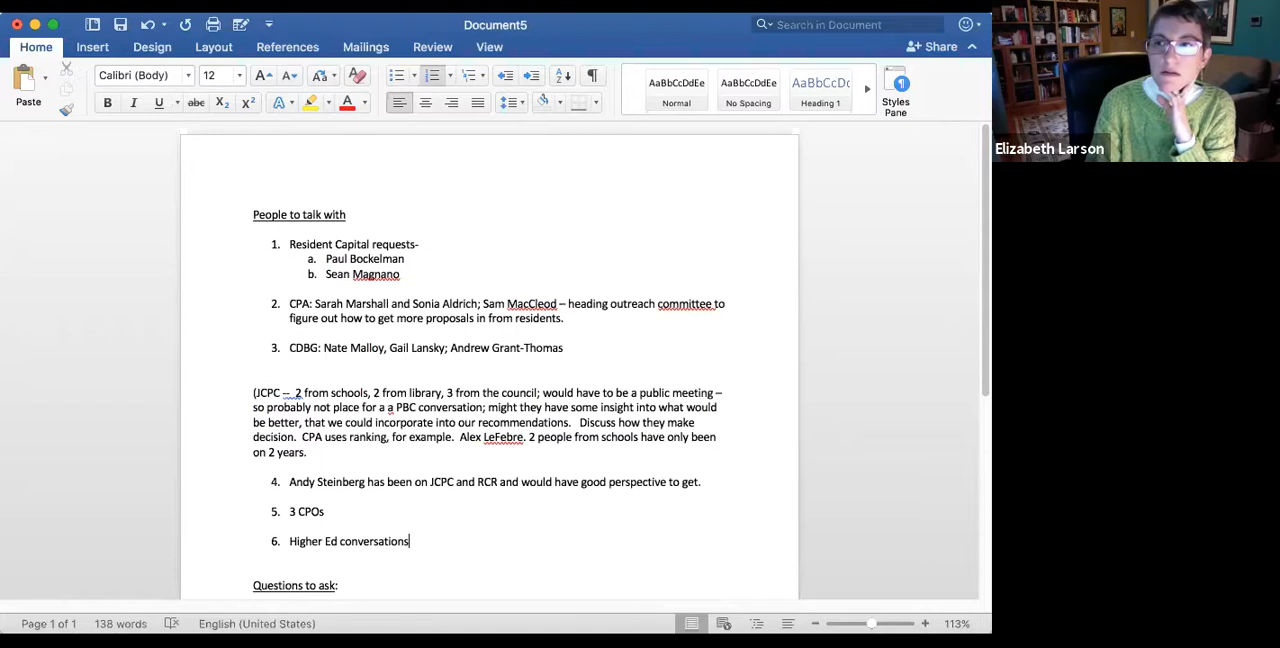 Document5
Search in Document
Home Insert Design Layout References Mailings Review View
Share
Paste
Calibri (Body) 12
AaBbCcDdEe AaBbCcDdEe AaBbCcDc
Normal No Spacing Heading 1
Styles
Pane
Elizabeth Larson
People to talk with
1. Resident Capital requests-
a. Paul Bockelman
b. Sean Magnano
2. CPA: Sarah Marshall and Sonia Aldrich; Sam MacCleod – heading outreach committee to
figure out how to get more proposals in from residents.
3. CDBG: Nate Malloy, Gail Lansky; Andrew Grant-Thomas
(JCPC – 2 from schools, 2 from library, 3 from the council; would have to be a public meeting –
so probably not place for a a PBC conversation; might they have some insight into what would
be better, that we could incorporate into our recommendations. Discuss how they make
decision. CPA uses ranking, for example. Alex LeFebre. 2 people from schools have only been
on 2 years.
4. Andy Steinberg has been on JCPC and RCR and would have good perspective to get.
5. 3 CPOs
6. Higher Ed conversations
Questions to ask:
Page 1 of 1 138 words English (United States) 113%